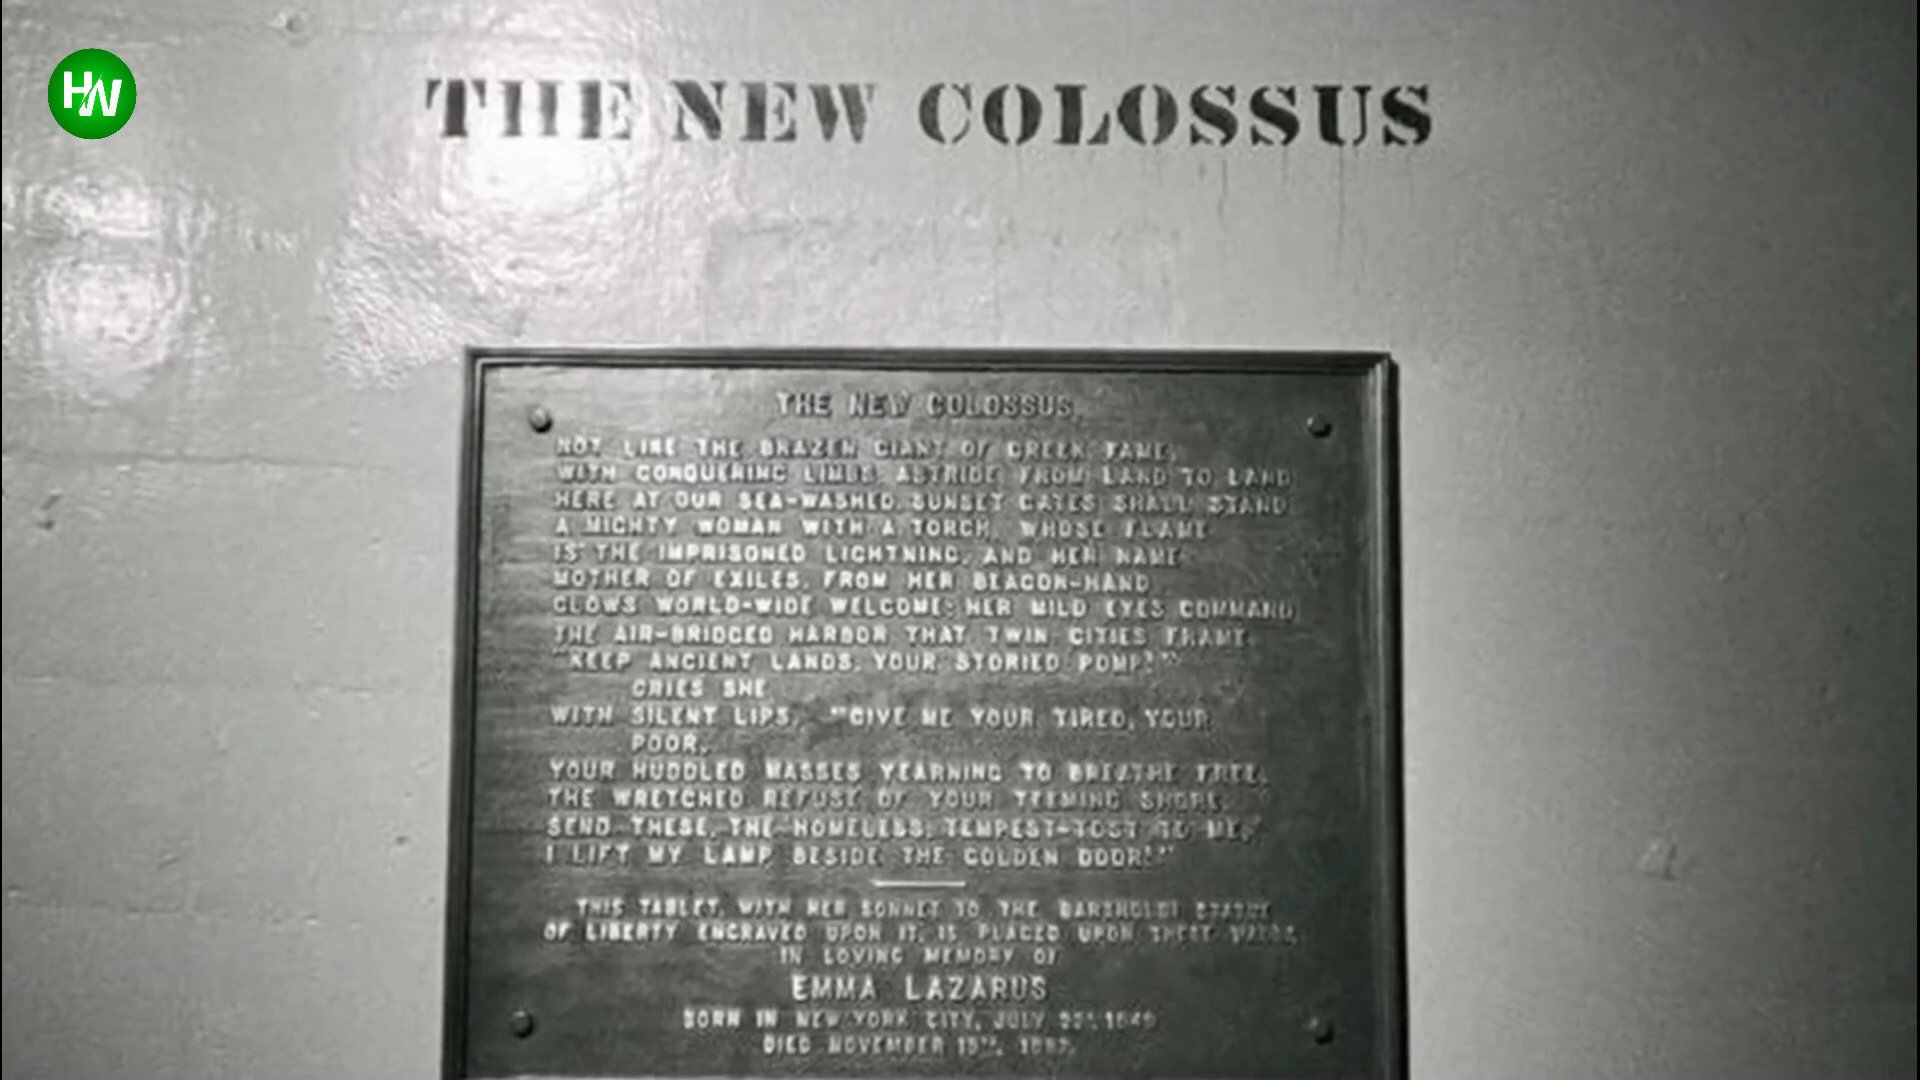 HW
THE NEW COLOSSUS
THE NEW COLOSSUS.
NOT LIKE THE BRAZEN GIANT OF GREEK FAME,
WITH CONQUERING LIMBS ASTRIDE FROM LAND TO LAND
HERE AT OUR SEA-WASHED, SUNSET GATES SHALL STAND
A MIGHTY WOMAN WITH A TORCH, WHOSE FLAME
IS THE IMPRISONED LIGHTNING, AND HER NAME
MOTHER OF EXILES. FROM HER BEACON-HAND
GLOWS WORLD-WIDE WELCOME; HER MILD EYES COMMAND
THE AIR-BRIDGED HARBOR THAT TWIN CITIES FRAME
"KEEP ANCIENT LANDS, YOUR STORIED POMP!"
CRIES SHE
WITH SILENT LIPS. "GIVE ME YOUR TIRED, YOUR
POOR,
YOUR HUDDLED MASSES YEARNING TO BREATHE FREE,
THE WRETCHED REFUSE OF YOUR TEEMING SHORE
SEND THESE, THE HOMELESS, TEMPEST-TOST TO ME,
I LIFT MY LAMP BESIDE THE GOLDEN DOOR!"
THIS TABLET, WITH HER SONNET TO THE BARTHOLDI STATUE
OF LIBERTY ENGRAVED UPON IT, IS PLACED UPON THESE WALLS
IN LOVING MEMORY OF
EMMA LAZARUS
BORN IN NEW YORK CITY, JULY 1849
DIED NOVEMBER 19TH, 1887.